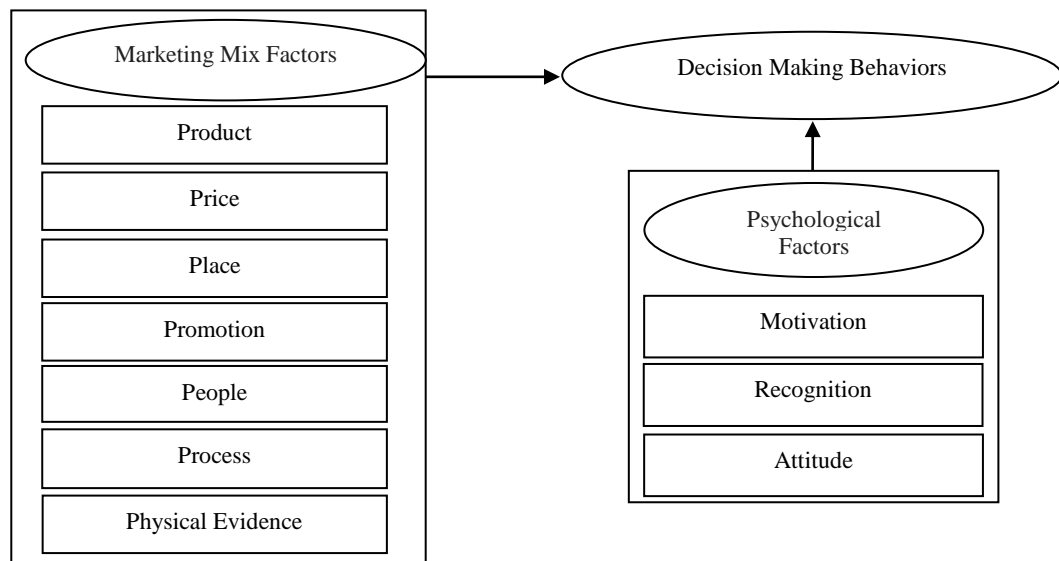 Marketing Mix Factors
Product
Price
Place
Promotion
People
Process
Physical Evidence
Decision Making Behaviors
Psychological
Factors
Motivation
Recognition
Attitude